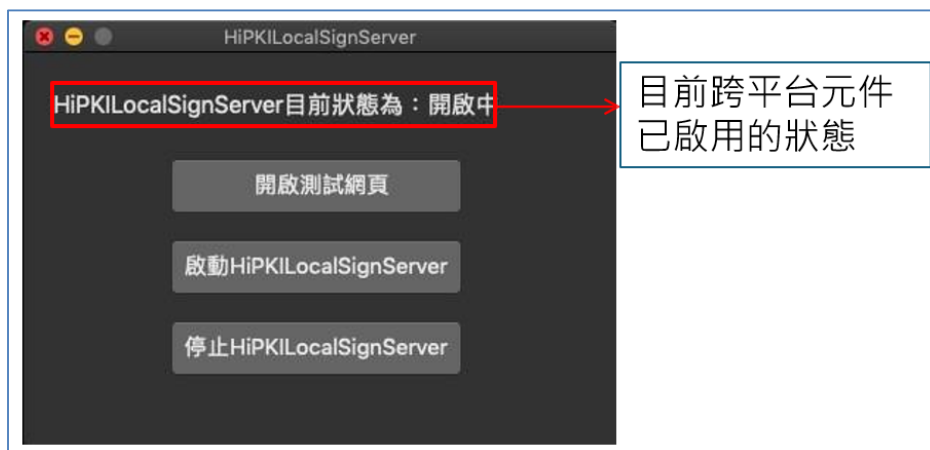 HiPKILocalSignServer
HiPKILocalSignServer目前狀態為：開啟中
目前跨平台元件
已啟用的狀態
開啟測試網頁
啟動HiPKILocalSignServer
停止HiPKILocalSignServer